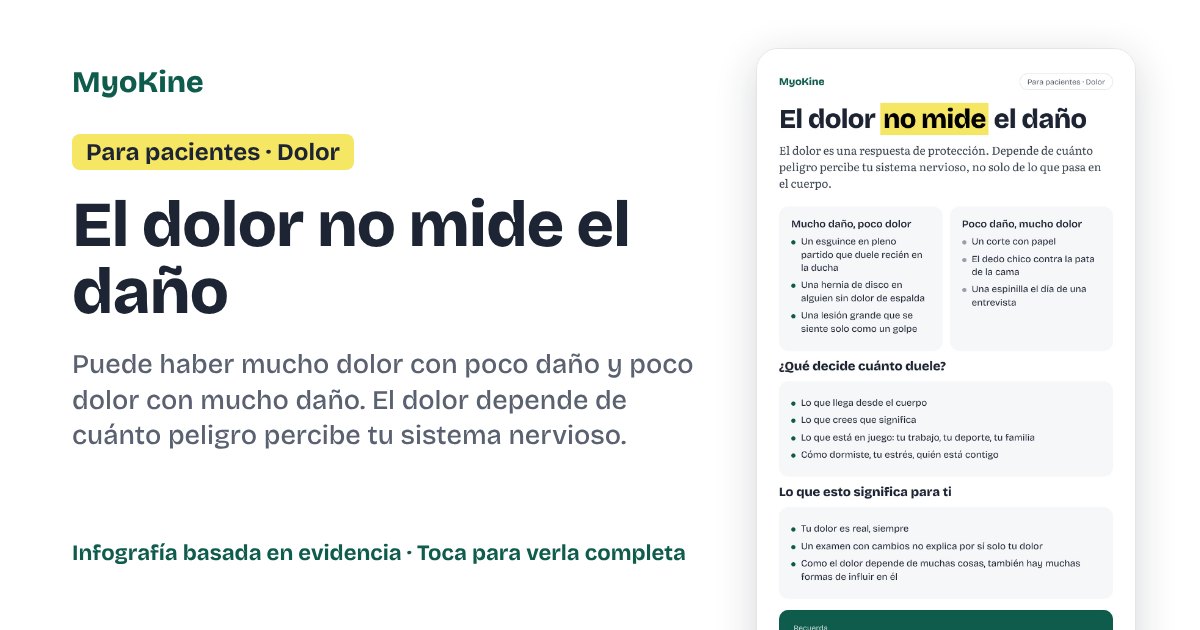 MyoKine
Para pacientes · Dolor
El dolor no mide el
daño
Puede haber mucho dolor con poco daño y poco
dolor con mucho daño. El dolor depende de
cuánto peligro percibe tu sistema nervioso.
Infografía basada en evidencia · Toca para verla completa
MyoKine
Para pacientes · Dolor
El dolor no mide el daño
El dolor es una respuesta de protección. Depende de cuánto
peligro percibe tu sistema nervioso, no solo de lo que pasa en
el cuerpo.
Mucho daño, poco dolor
Un esguince en pleno
partido que duele recién en
la ducha
Una hernia de disco en
alguien sin dolor de espalda
Una lesión grande que se
siente solo como un golpe
Poco daño, mucho dolor
Un corte con papel
El dedo chico contra la pata
de la cama
Una espinilla el día de una
entrevista
¿Qué decide cuánto duele?
Lo que llega desde el cuerpo
Lo que crees que significa
Lo que está en juego: tu trabajo, tu deporte, tu familia
Cómo dormiste, tu estrés, quién está contigo
Lo que esto significa para ti
Tu dolor es real, siempre
Un examen con cambios no explica por sí solo tu dolor
Como el dolor depende de muchas cosas, también hay muchas
formas de influir en él
Recuerda